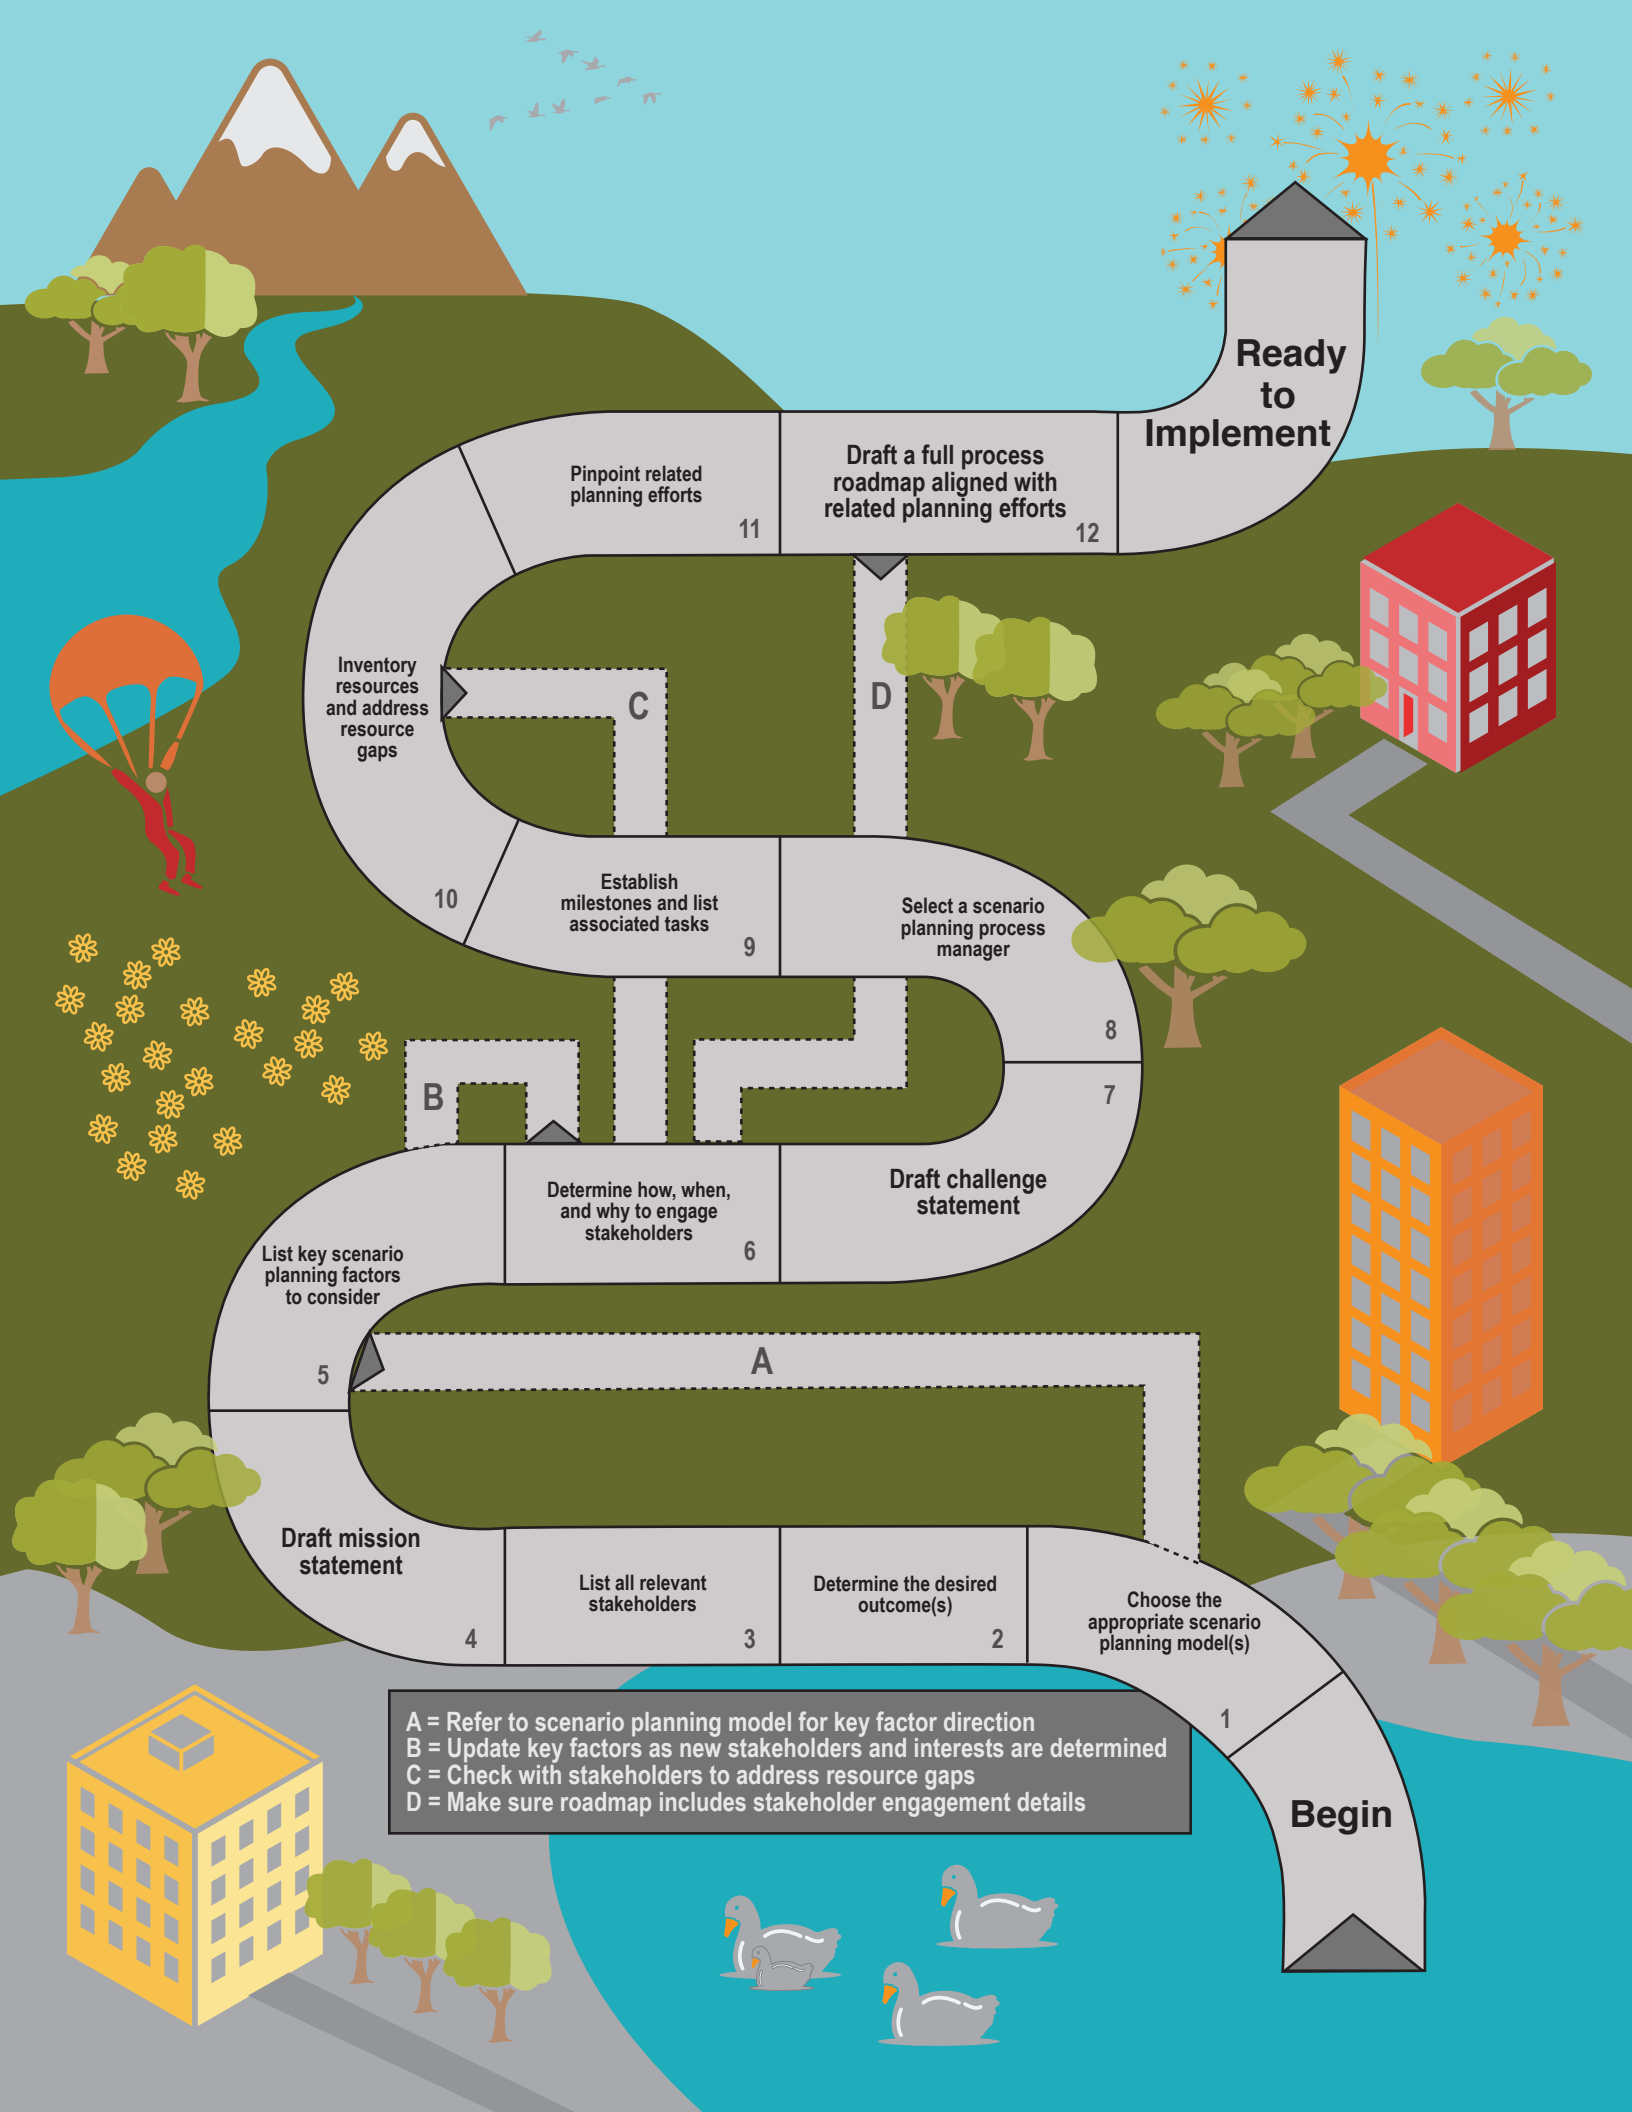 Ready
to
Implement
Draft a full process
roadmap aligned with
related planning efforts
12
Pinpoint related
planning efforts
11
Inventory
resources
and address
resource
gaps
10
C
D
Establish
milestones and list
associated tasks
9
Select a scenario
planning process
manager
8
7
Draft challenge
statement
B
Determine how, when,
and why to engage
stakeholders
6
List key scenario
planning factors
to consider
5
A
Draft mission
statement
4
List all relevant
stakeholders
3
Determine the desired
outcome(s)
2
Choose the
appropriate scenario
planning model(s)
1
Begin
A = Refer to scenario planning model for key factor direction
B = Update key factors as new stakeholders and interests are determined
C = Check with stakeholders to address resource gaps
D = Make sure roadmap includes stakeholder engagement details